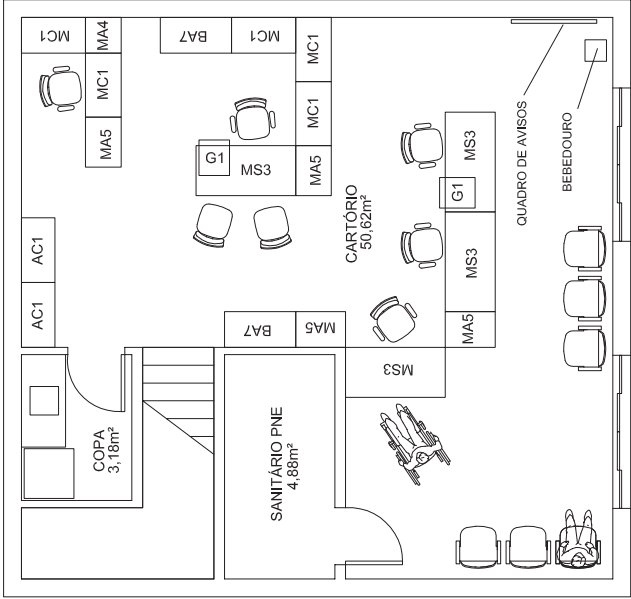 MC1
MA4
BA7
MC1
MC1
MC1
MC1
MA5
MA5
G1
MS3
MS3
G1
MS3
MA5
QUADRO DE AVISOS
BEBEDOURO
CARTÓRIO
50,62m²
AC1
AC1
BA7
MA5
MS3
COPA
3,18m²
SANITÁRIO PNE
4,88m²